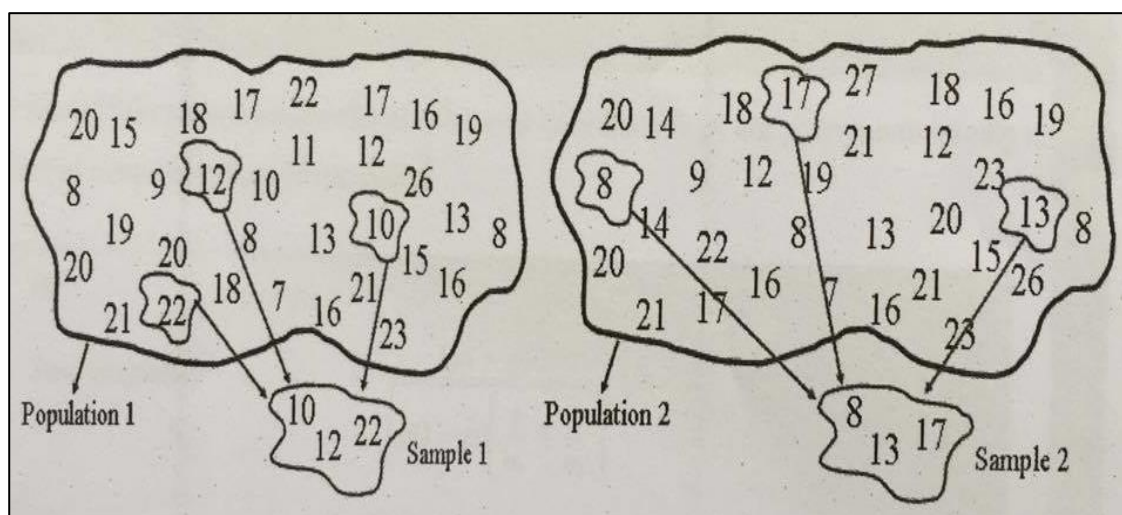 22
17 17
18 16
20 15 19
11 12
12 10 26
8 9
10 13
19 8 13 8
20 20 15
18 7 21 16
21 22 16
23
Population 1
10
12 22
Sample 1
17 27
18 18 16
20 14 19
21 12
8 9 12 19 23
13
14 8 20 8
22 13
20 15
16 7 21 26
21 17 16
23
Population 2
8
13 17
Sample 2